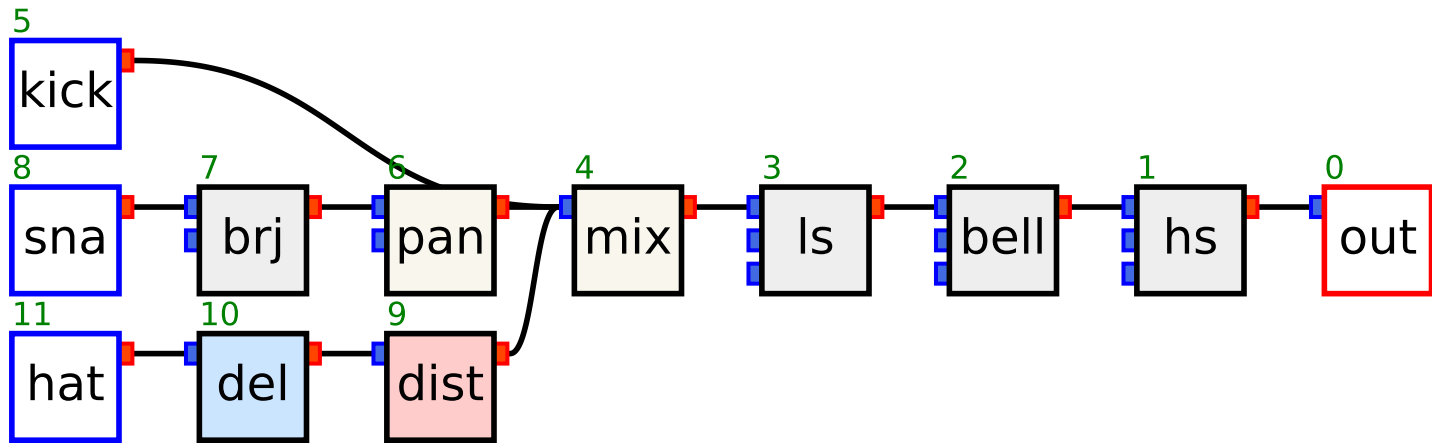 5
kick
8 7 6 4 3 2 1 0
sna brj pan mix ls bell hs out
11 10 9
hat del dist